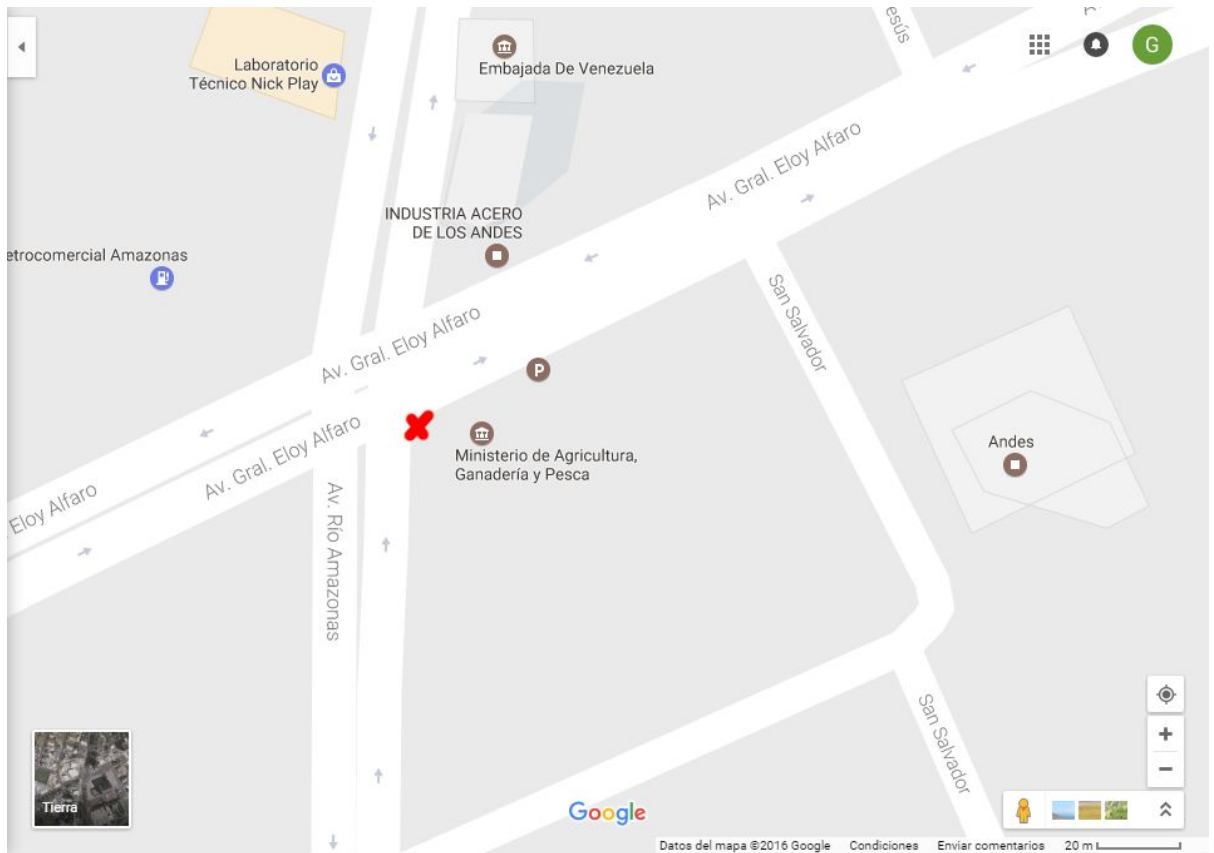 esús
A
G
Laboratorio
Técnico Nick Play
Embajada De Venezuela
Av. Gral. Eloy Alfaro
INDUSTRIA ACERO
DE LOS ANDES
etrocomercial Amazonas
San Salvador
Av. Gral. Eloy Alfaro
P
Av. Gral. Eloy Alfaro
Ministerio de Agricultura,
Ganadería y Pesca
Andes
. Eloy Alfaro
Av. Río Amazonas
San Salvador
Tierra
Google
Datos del mapa ©2016 Google Condiciones Enviar comentarios 20 m